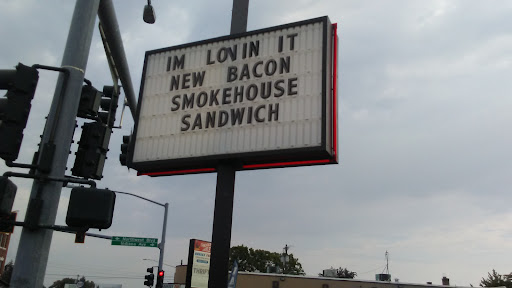 IM LOVIN IT
NEW BACON
SMOKEHOUSE
SANDWICH